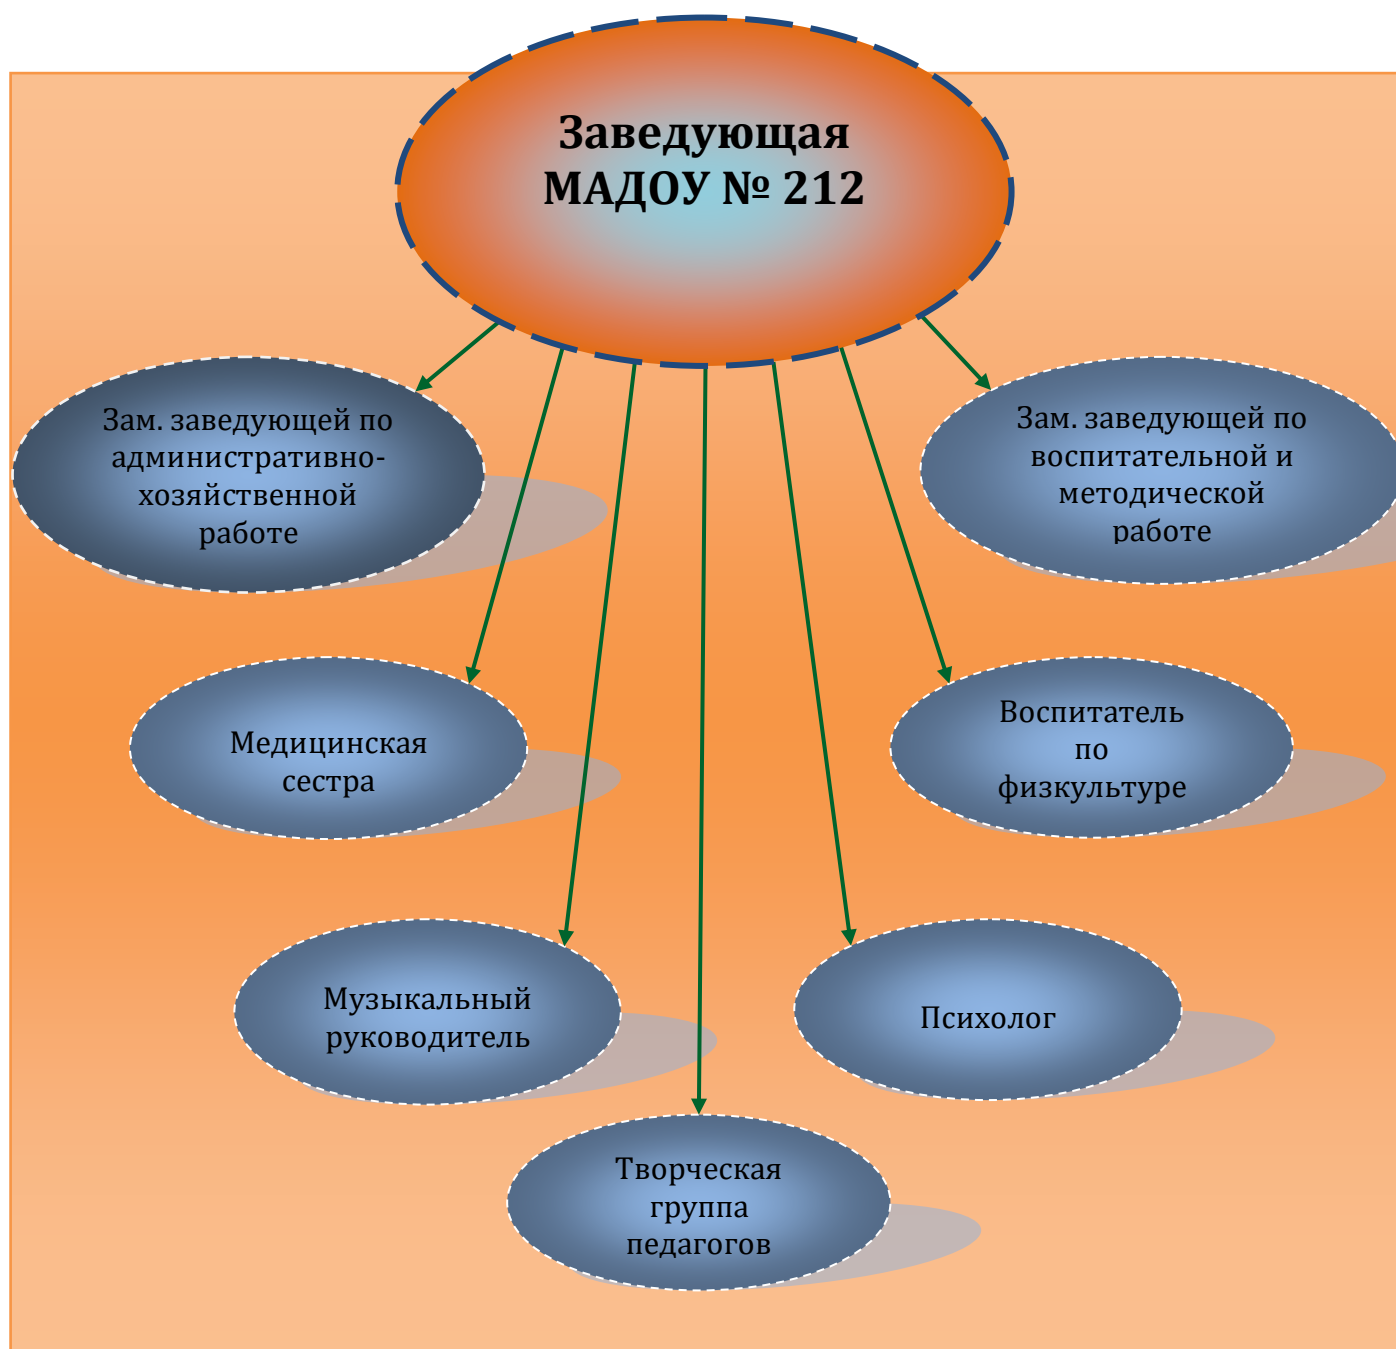 Заведующая
МАДОУ № 212
Зам. заведующей по
административно-
хозяйственной
работе
Зам. заведующей по
воспитательной и
методической
работе
Медицинская
сестра
Воспитатель
по
физкультуре
Музыкальный
руководитель
Психолог
Творческая
группа
педагогов